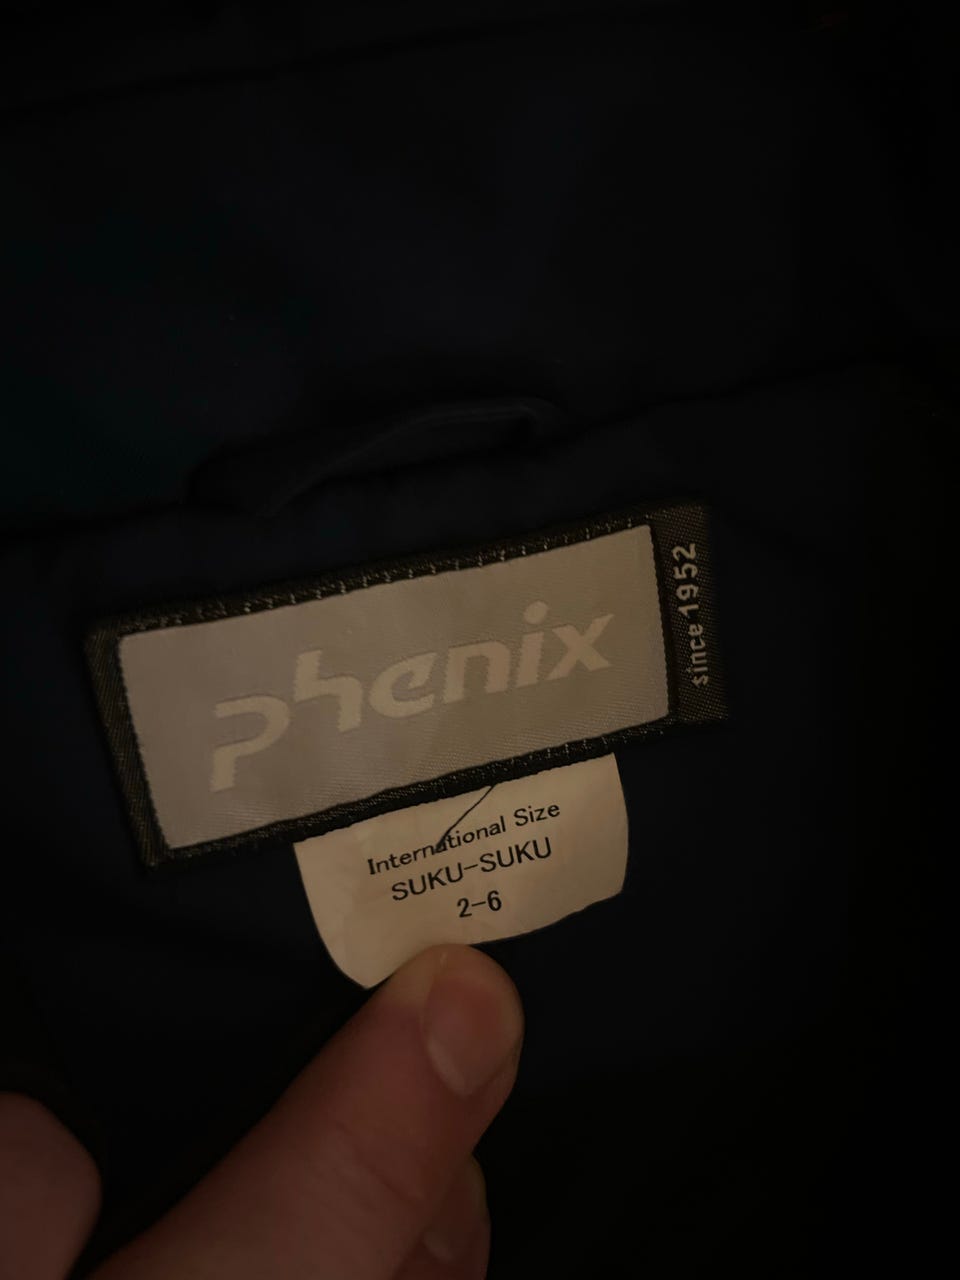 phenix
since 1952
International Size
SUKU-SUKU
2-6